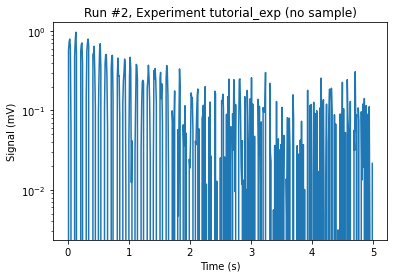 Run #2, Experiment tutorial_exp (no sample)
10⁰
10⁻¹
10⁻²
Signal (mV)
0 1 2 3 4 5
Time (s)